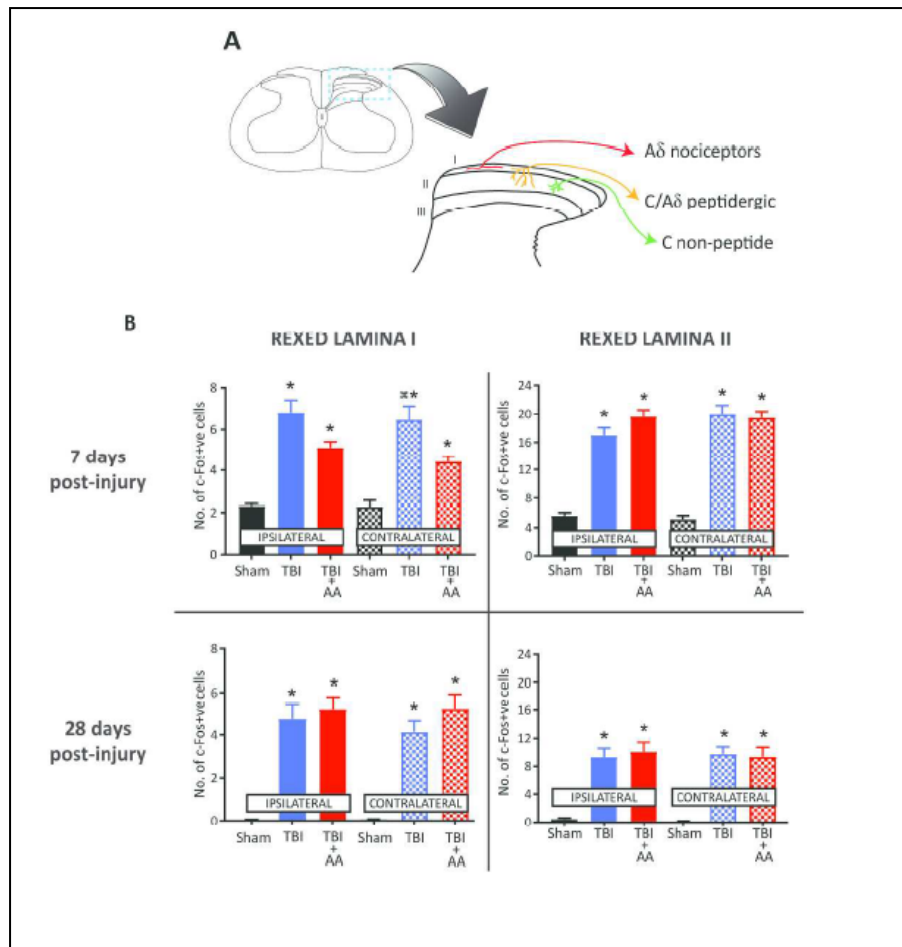 A
Aδ nociceptors
I
II
III
C/Aδ peptidergic
C non-peptide
B
REXED LAMINA I
REXED LAMINA II
7 days
post-injury
No. of c-Fos+ve cells
8
6
4
2
0
*
*
**
*
IPSILATERAL
CONTRALATERAL
Sham TBI TBI + AA Sham TBI TBI + AA
No. of c-Fos+ve cells
24
20
16
12
8
4
0
*
*
*
*
IPSILATERAL
CONTRALATERAL
Sham TBI TBI + AA Sham TBI TBI + AA
28 days
post-injury
No. of c-Fos+ve cells
8
6
4
2
0
*
*
*
*
IPSILATERAL
CONTRALATERAL
Sham TBI TBI + AA Sham TBI TBI + AA
No. of c-Fos+ve cells
24
20
16
12
8
4
0
*
*
*
*
IPSILATERAL
CONTRALATERAL
Sham TBI TBI + AA Sham TBI TBI + AA